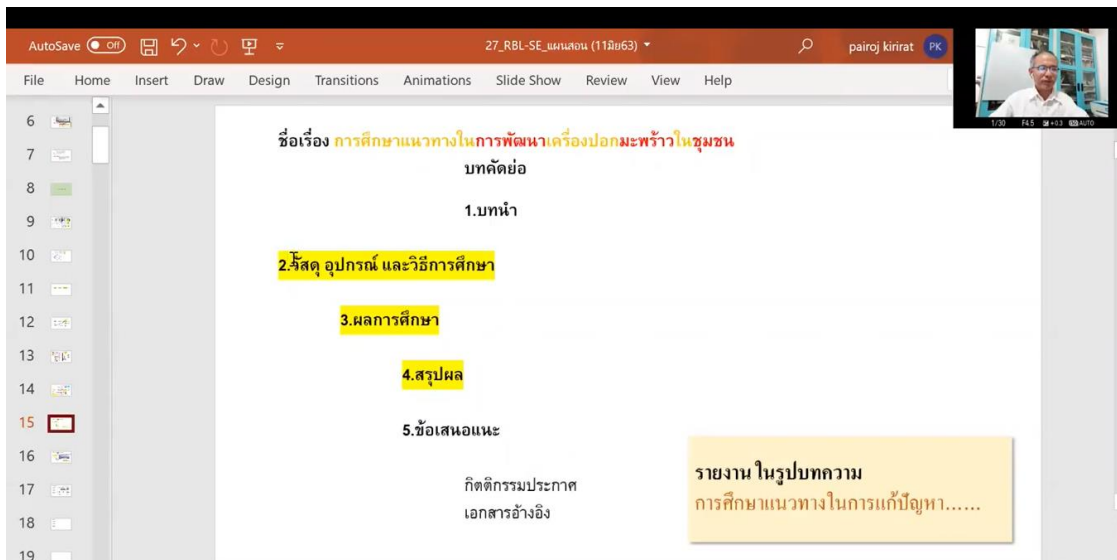 AutoSave Off 27_RBL-SE_แผนสอน (11มิย63) pairoj kirirat PK
File Home Insert Draw Design Transitions Animations Slide Show Review View Help
1/30 F4.5 +0.3 AUTO
6
7
8
9
10
11
12
13
14
15
16
17
18
19
ชื่อเรื่อง การศึกษาแนวทางในการพัฒนาเครื่องปอกมะพร้าวในชุมชน
บทคัดย่อ
1.บทนำ
2.วัสดุ อุปกรณ์ และวิธีการศึกษา
3.ผลการศึกษา
4.สรุปผล
5.ข้อเสนอแนะ
กิตติกรรมประกาศ
เอกสารอ้างอิง
รายงาน ในรูปบทความ
การศึกษาแนวทางในการแก้ปัญหา......